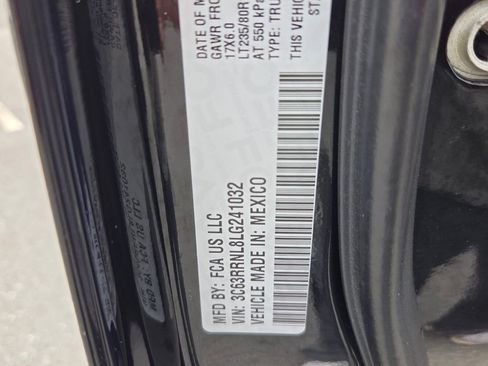 DATE OF M
GAWR FRO
17X6.0
LT235/80R
AT 550 kPa
TYPE: TRU
THIS VEHIC
ST
MFD BY: FCA US LLC
VIN: 3C63RRNL8LG241032
VEHICLE MADE IN: MEXICO